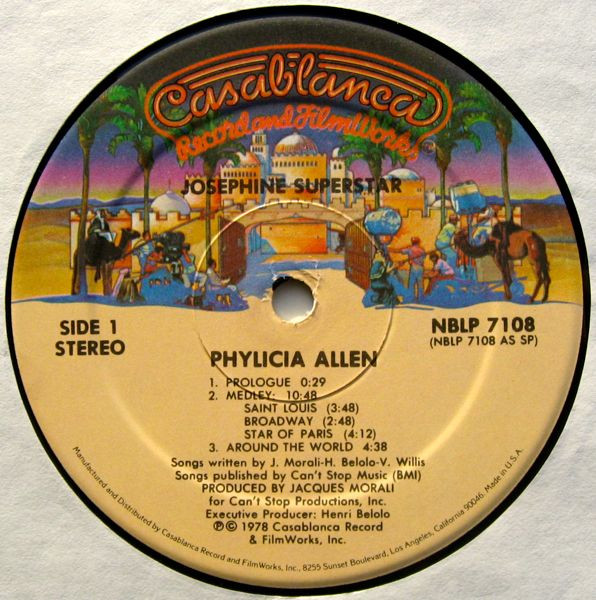 Casablanca
Record and FilmWorks
JOSEPHINE SUPERSTAR
SIDE 1
STEREO
NBLP 7108
(NBLP 7108 AS SP)
PHYLICIA ALLEN
1. PROLOGUE 0:29
2. MEDLEY: 10:48
SAINT LOUIS (3:48)
BROADWAY (2:48)
STAR OF PARIS (4:12)
3. AROUND THE WORLD 4:38
Songs written by J. Morali-H. Belolo-V. Willis
Songs published by Can't Stop Music (BMI)
PRODUCED BY JACQUES MORALI
for Can't Stop Productions, Inc.
Executive Producer: Henri Belolo
℗© 1978 Casablanca Record
& FilmWorks, Inc.
Manufactured and Distributed by Casablanca Record and FilmWorks, Inc., 8255 Sunset Boulevard, Los Angeles, California 90046. Made in U.S.A.